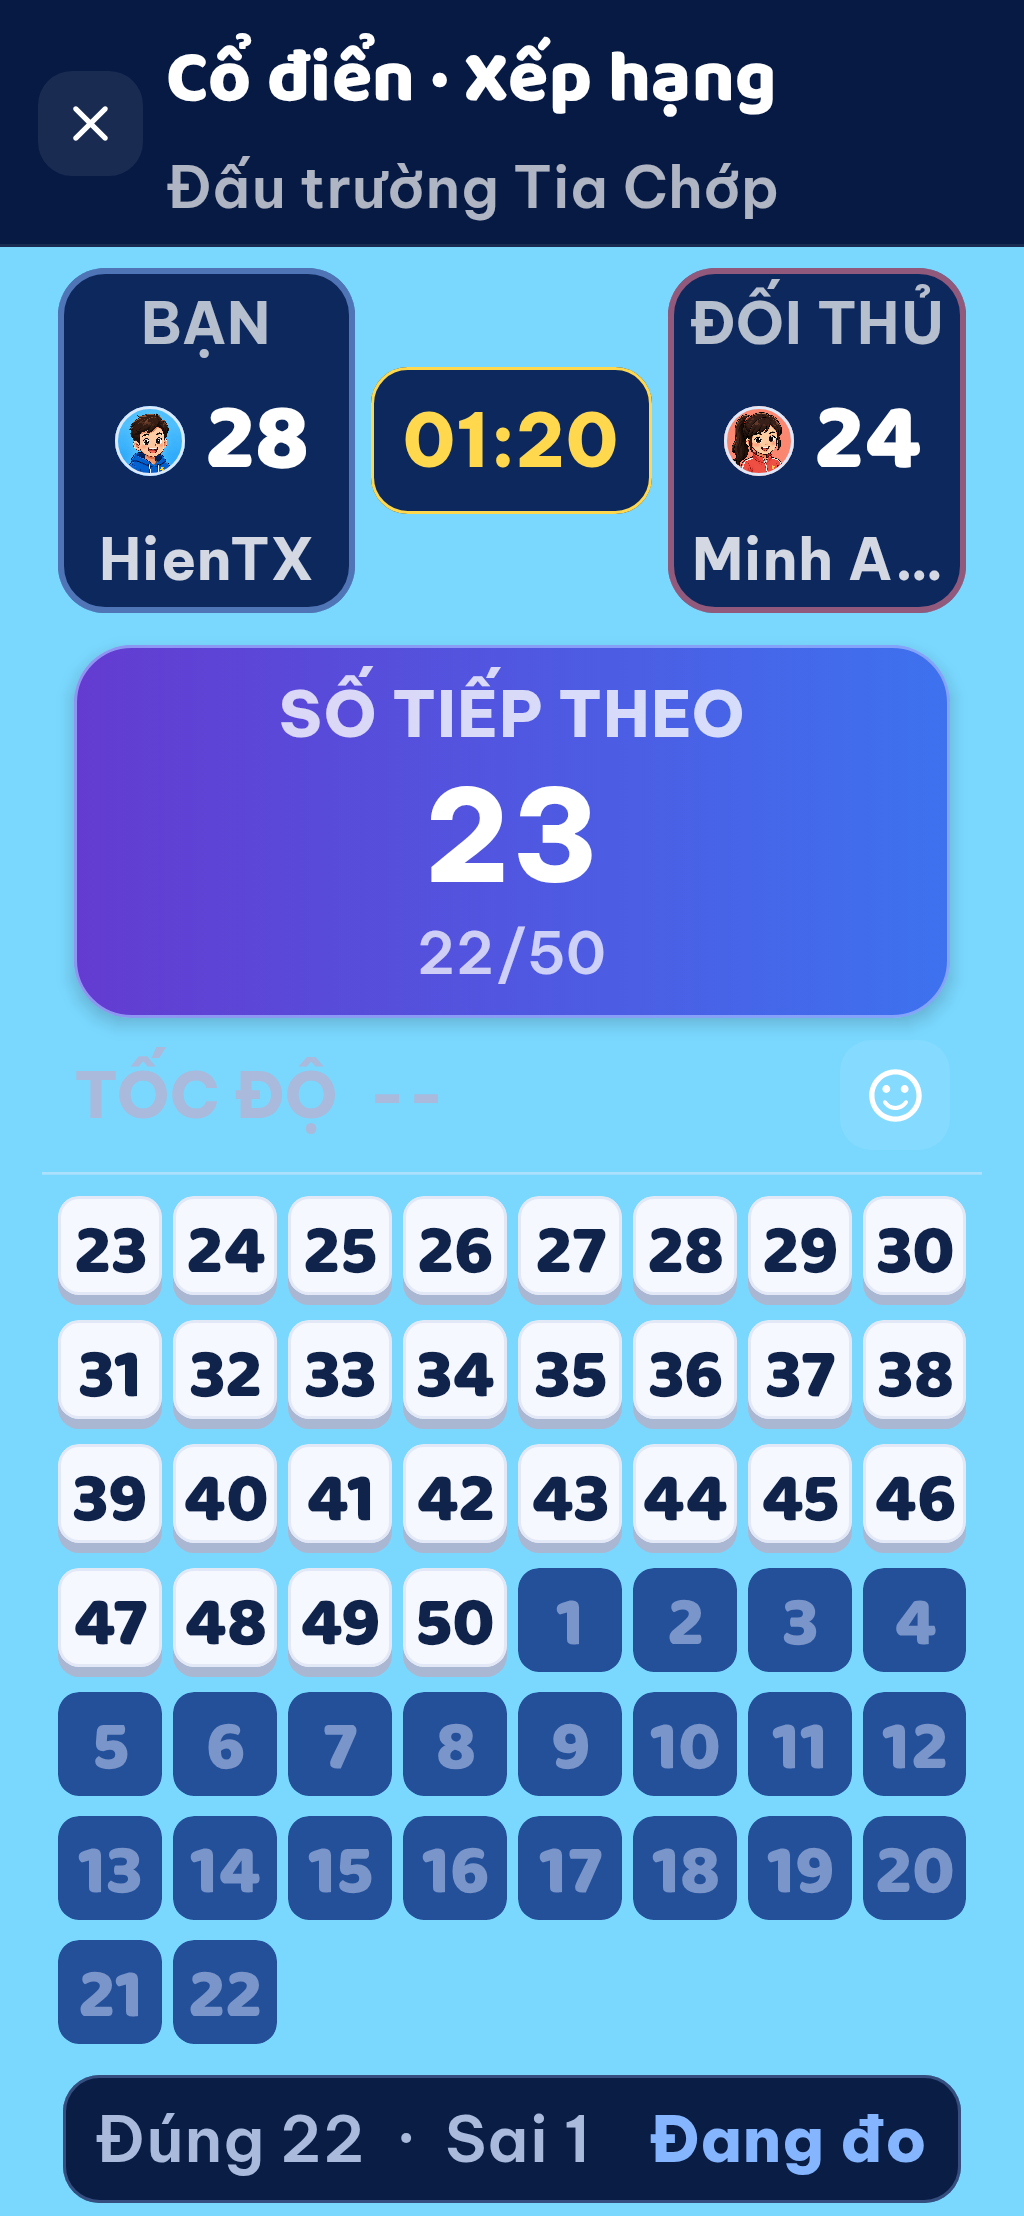 Cổ điển · Xếp hạng
Đấu trường Tia Chớp
BẠN
28
HienTX
01:20
ĐỐI THỦ
24
Minh A...
SỐ TIẾP THEO
23
22/50
TỐC ĐỘ --
23 24 25 26 27 28 29 30
31 32 33 34 35 36 37 38
39 40 41 42 43 44 45 46
47 48 49 50 1 2 3 4
5 6 7 8 9 10 11 12
13 14 15 16 17 18 19 20
21 22
Đúng 22 · Sai 1 Đang đo